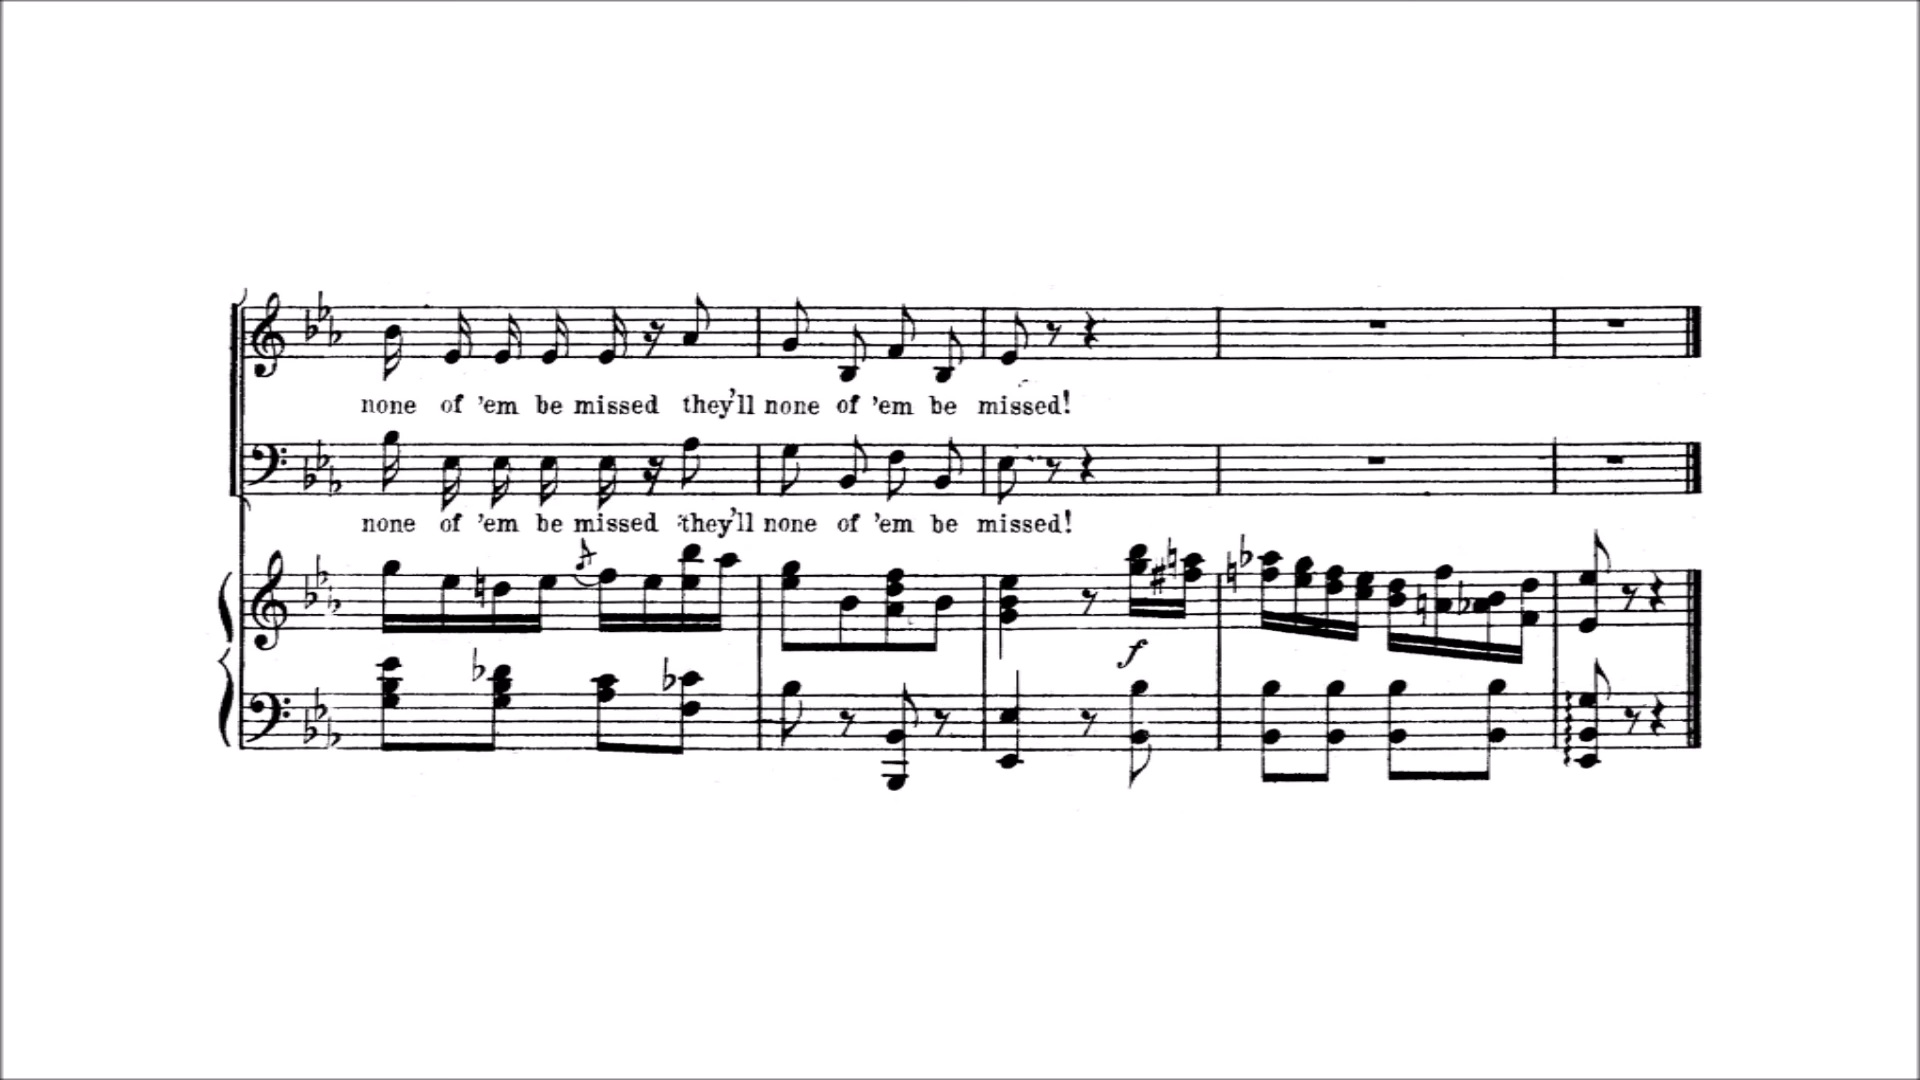 none of 'em be missed they'll none of 'em be missed!
none of 'em be missed they'll none of 'em be missed!
f